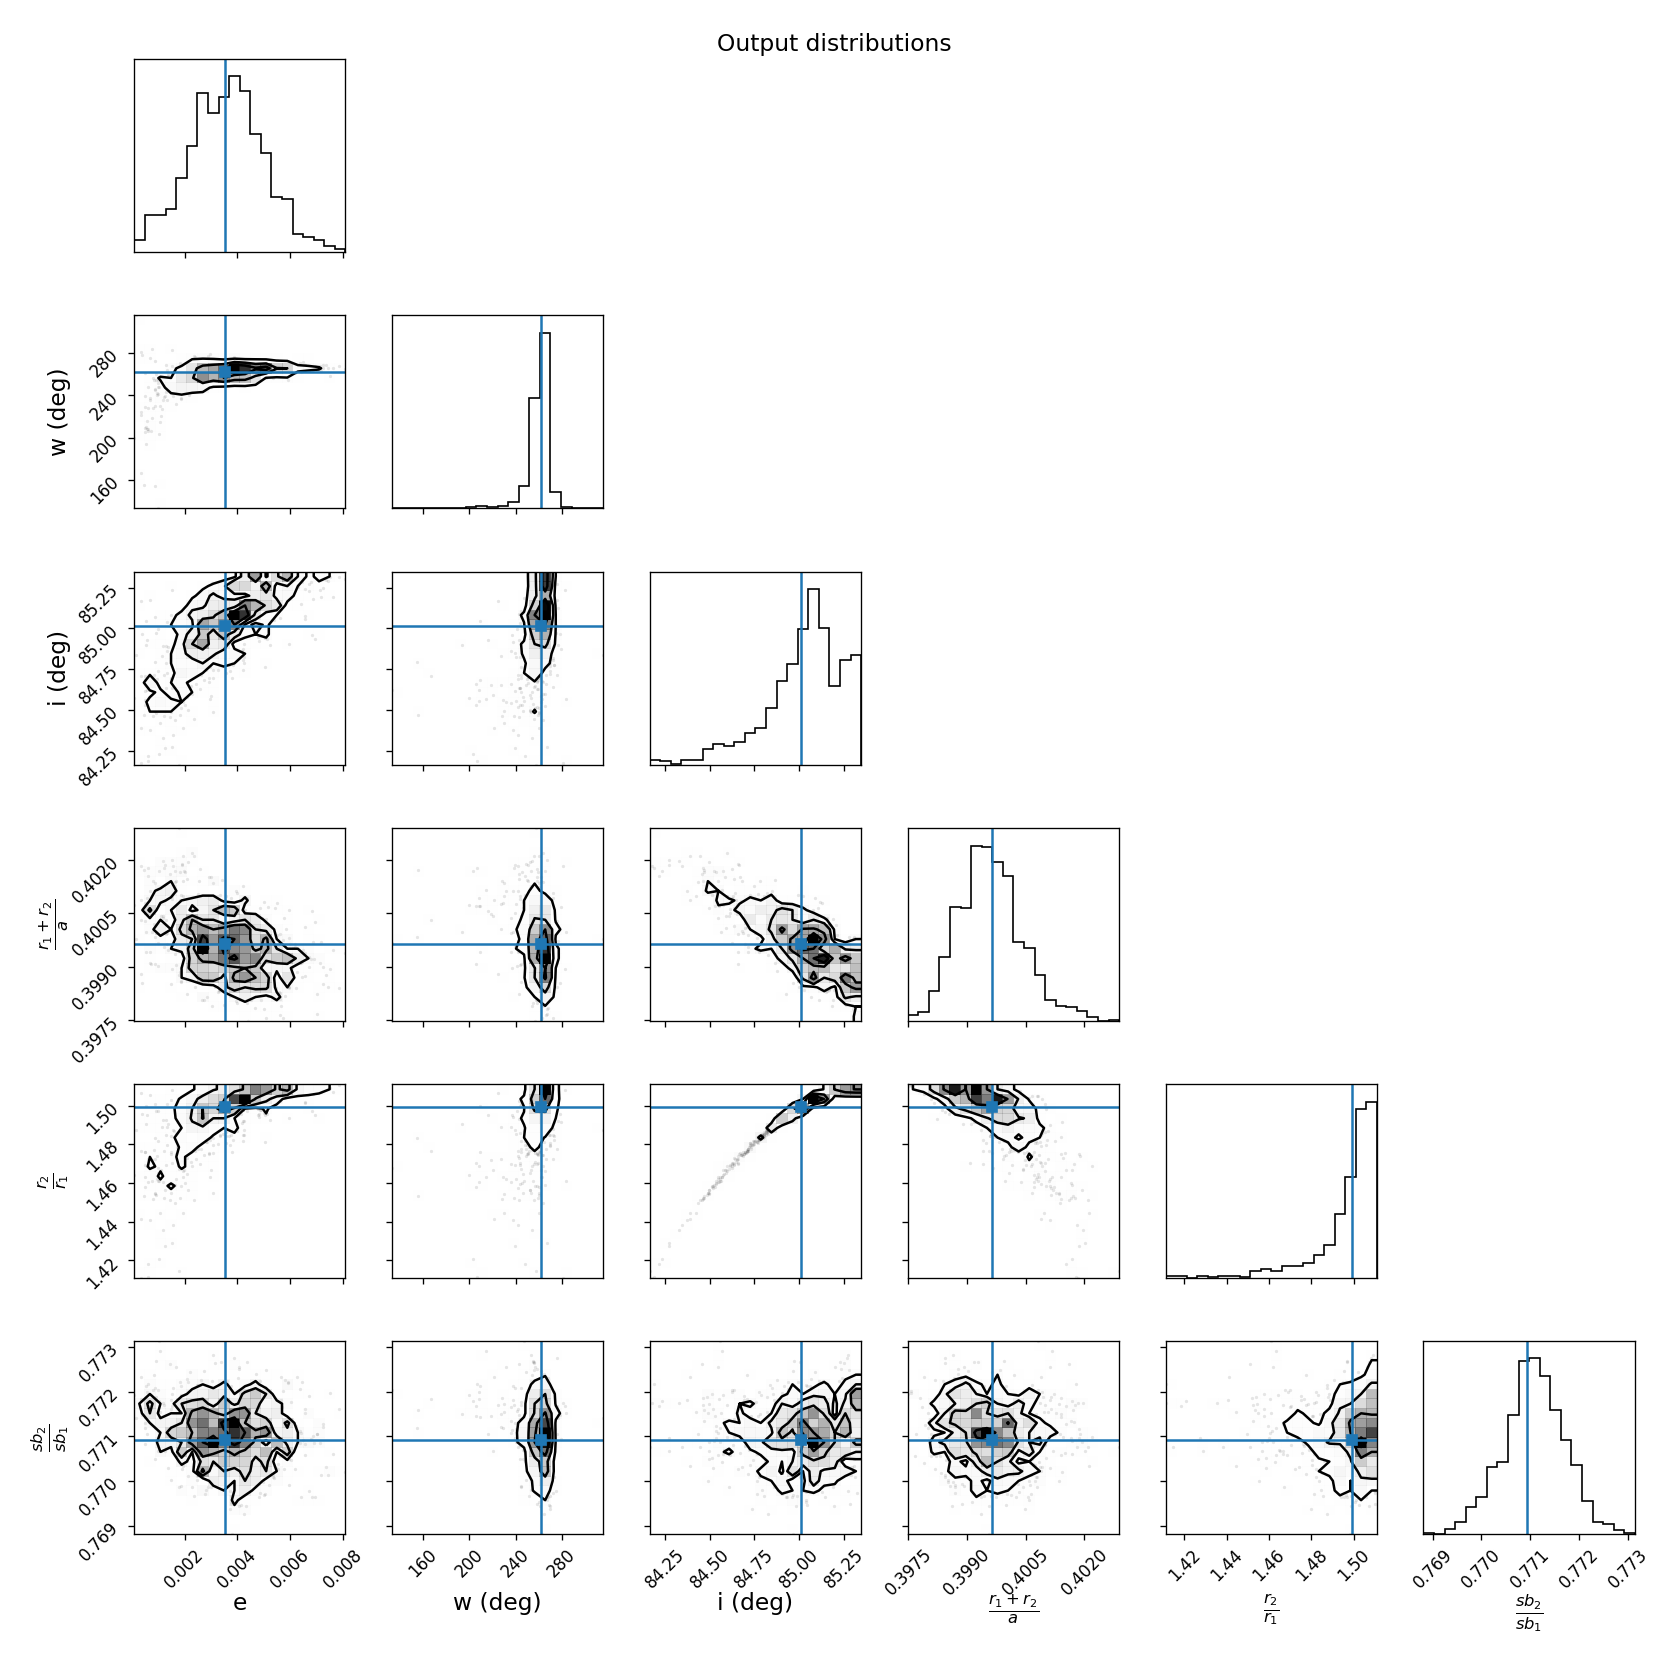 Output distributions
w (deg)
280
240
200
160
i (deg)
85.25
85.00
84.75
84.50
84.25
r₁ + r₂
a
0.4020
0.4005
0.3990
0.3975
r₂
r₁
1.50
1.48
1.46
1.44
1.42
sb₂
sb₁
0.773
0.772
0.771
0.770
0.769
0.002 0.004 0.006 0.008
160 200 240 280
84.25 84.50 84.75 85.00 85.25
0.3975 0.3990 0.4005 0.4020
1.42 1.44 1.46 1.48 1.50
0.769 0.770 0.771 0.772 0.773
e
w (deg)
i (deg)
r₁ + r₂
a
r₂
r₁
sb₂
sb₁